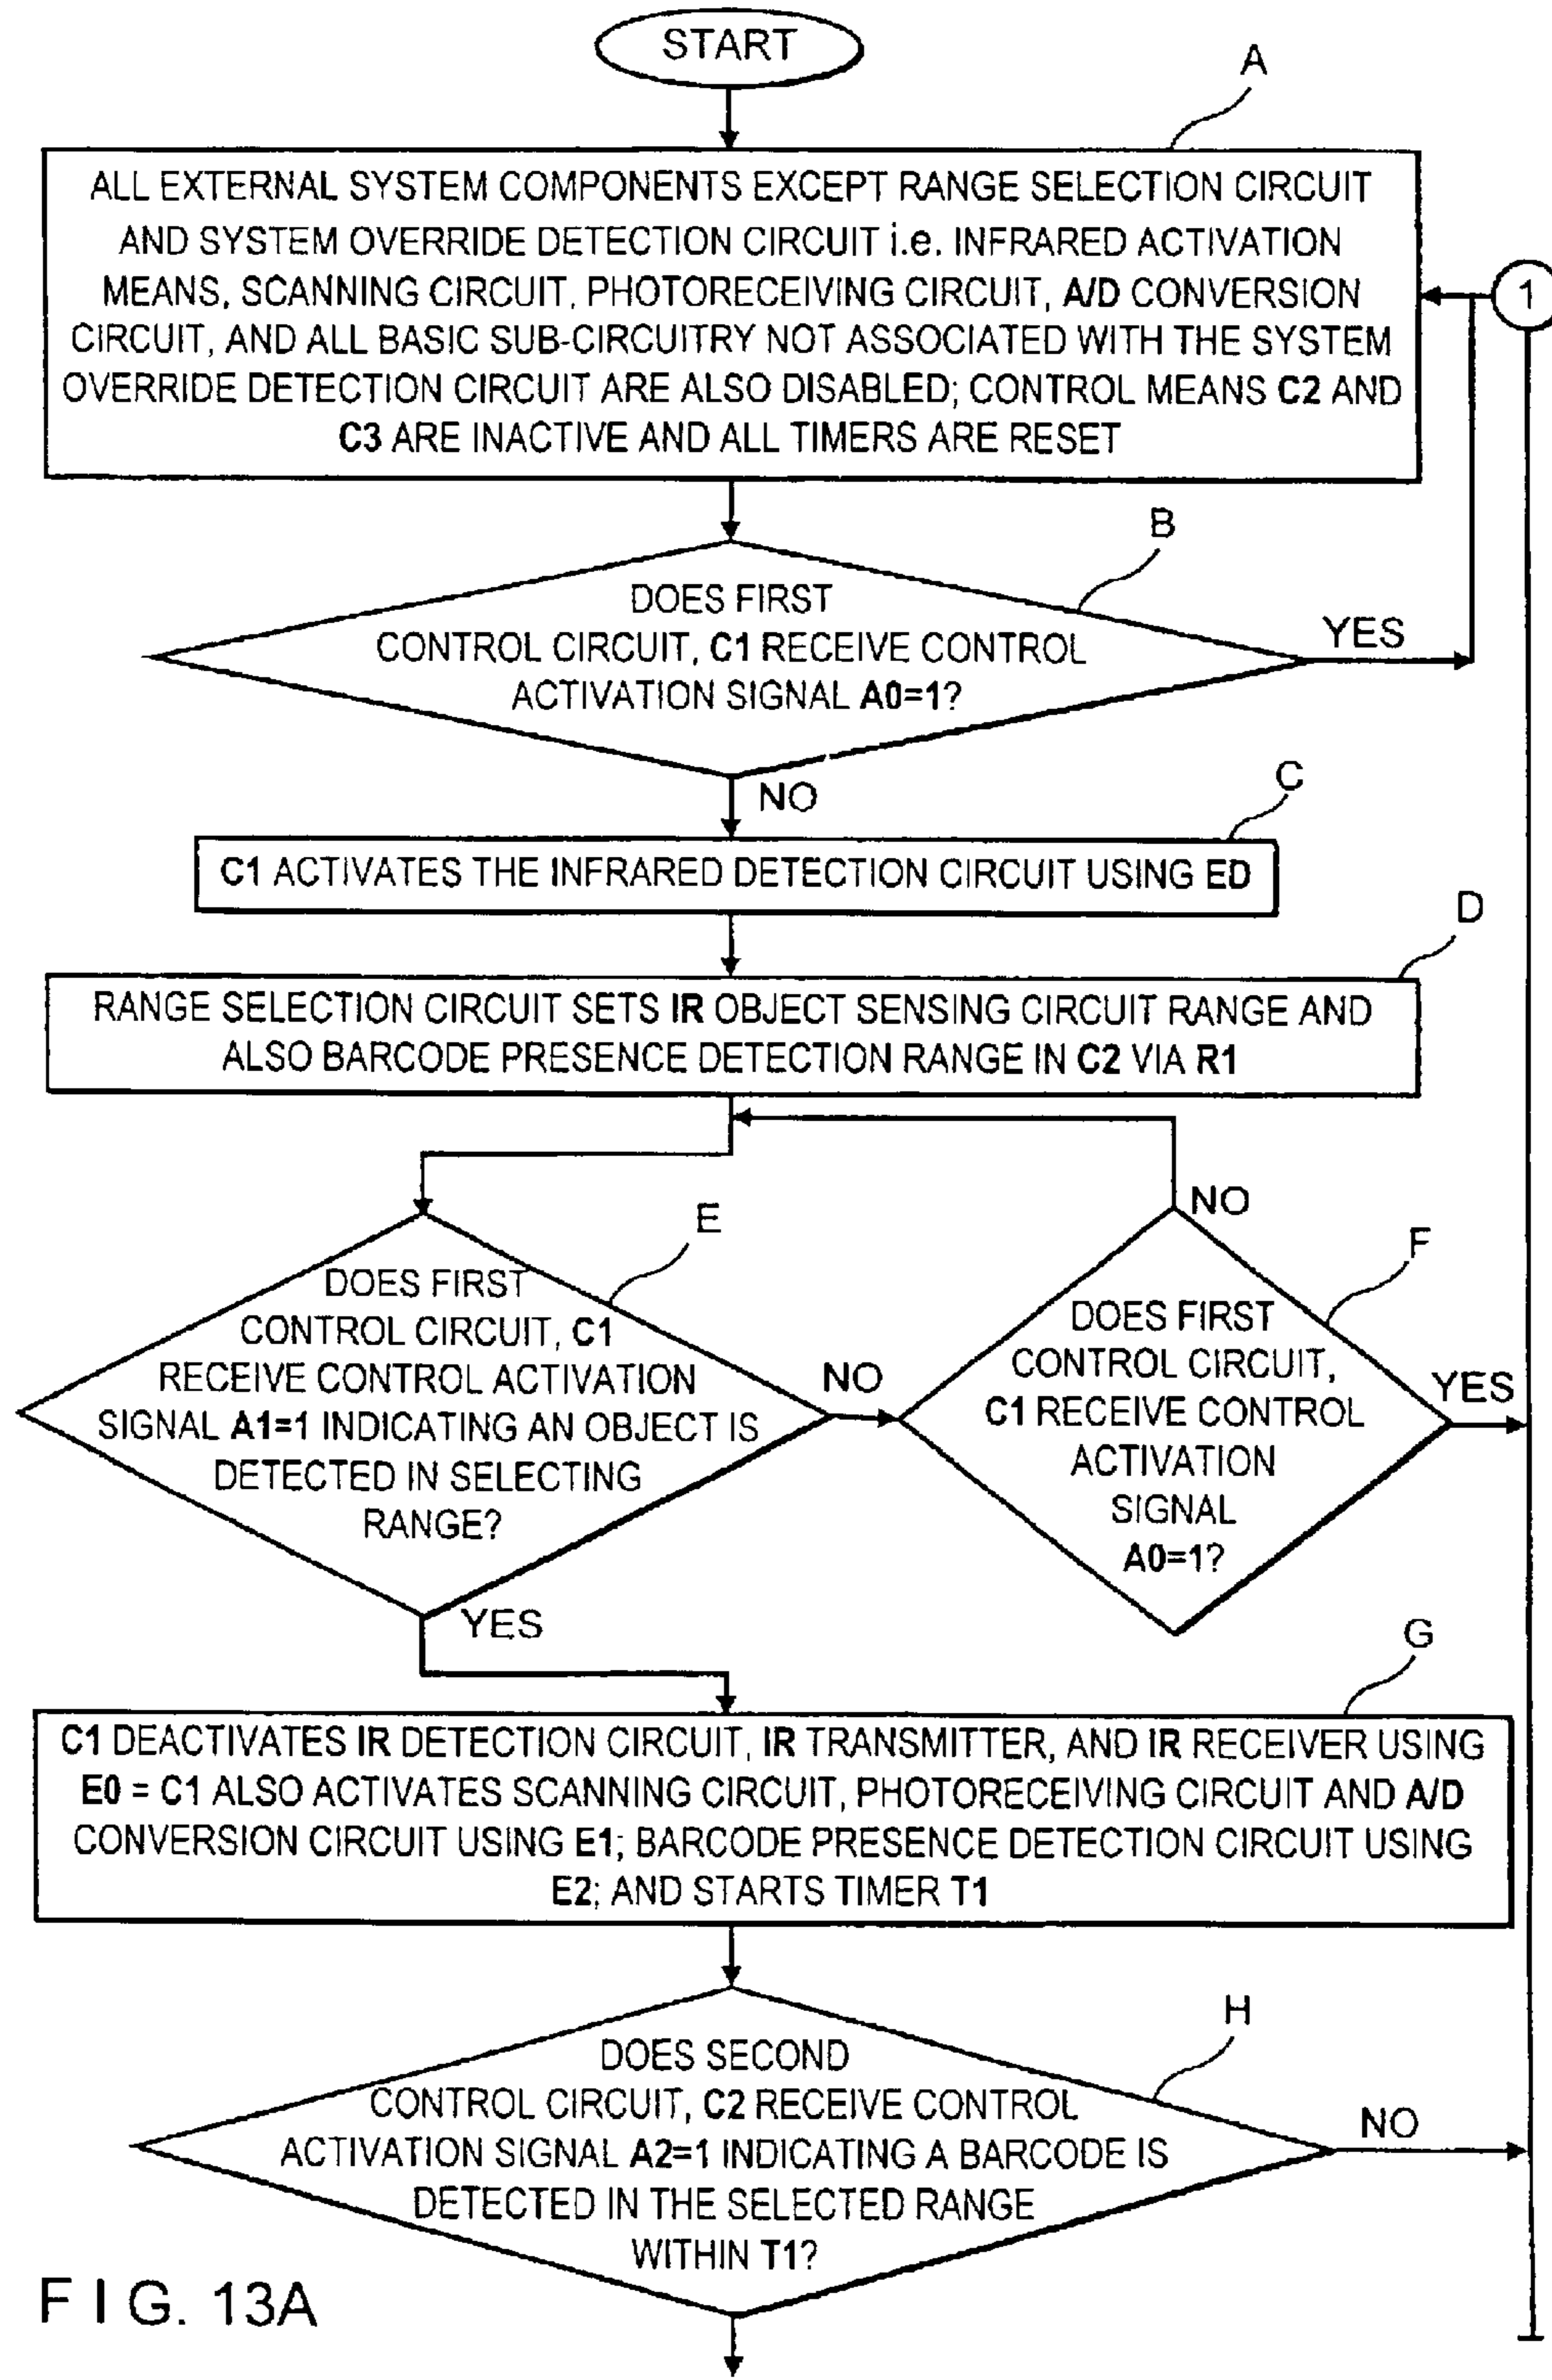 START
A
ALL EXTERNAL SYSTEM COMPONENTS EXCEPT RANGE SELECTION CIRCUIT
AND SYSTEM OVERRIDE DETECTION CIRCUIT i.e. INFRARED ACTIVATION
MEANS, SCANNING CIRCUIT, PHOTORECEIVING CIRCUIT, A/D CONVERSION
CIRCUIT, AND ALL BASIC SUB-CIRCUITRY NOT ASSOCIATED WITH THE SYSTEM
OVERRIDE DETECTION CIRCUIT ARE ALSO DISABLED; CONTROL MEANS C2 AND
C3 ARE INACTIVE AND ALL TIMERS ARE RESET
1
B
DOES FIRST
CONTROL CIRCUIT, C1 RECEIVE CONTROL
ACTIVATION SIGNAL A0=1?
YES
NO
C
C1 ACTIVATES THE INFRARED DETECTION CIRCUIT USING ED
D
RANGE SELECTION CIRCUIT SETS IR OBJECT SENSING CIRCUIT RANGE AND
ALSO BARCODE PRESENCE DETECTION RANGE IN C2 VIA R1
E
DOES FIRST
CONTROL CIRCUIT, C1
RECEIVE CONTROL ACTIVATION
SIGNAL A1=1 INDICATING AN OBJECT IS
DETECTED IN SELECTING
RANGE?
NO
YES
NO
F
DOES FIRST
CONTROL CIRCUIT,
C1 RECEIVE CONTROL
ACTIVATION
SIGNAL
A0=1?
YES
G
C1 DEACTIVATES IR DETECTION CIRCUIT, IR TRANSMITTER, AND IR RECEIVER USING
E0 = C1 ALSO ACTIVATES SCANNING CIRCUIT, PHOTORECEIVING CIRCUIT AND A/D
CONVERSION CIRCUIT USING E1; BARCODE PRESENCE DETECTION CIRCUIT USING
E2; AND STARTS TIMER T1
H
DOES SECOND
CONTROL CIRCUIT, C2 RECEIVE CONTROL
ACTIVATION SIGNAL A2=1 INDICATING A BARCODE IS
DETECTED IN THE SELECTED RANGE
WITHIN T1?
NO
FIG. 13A